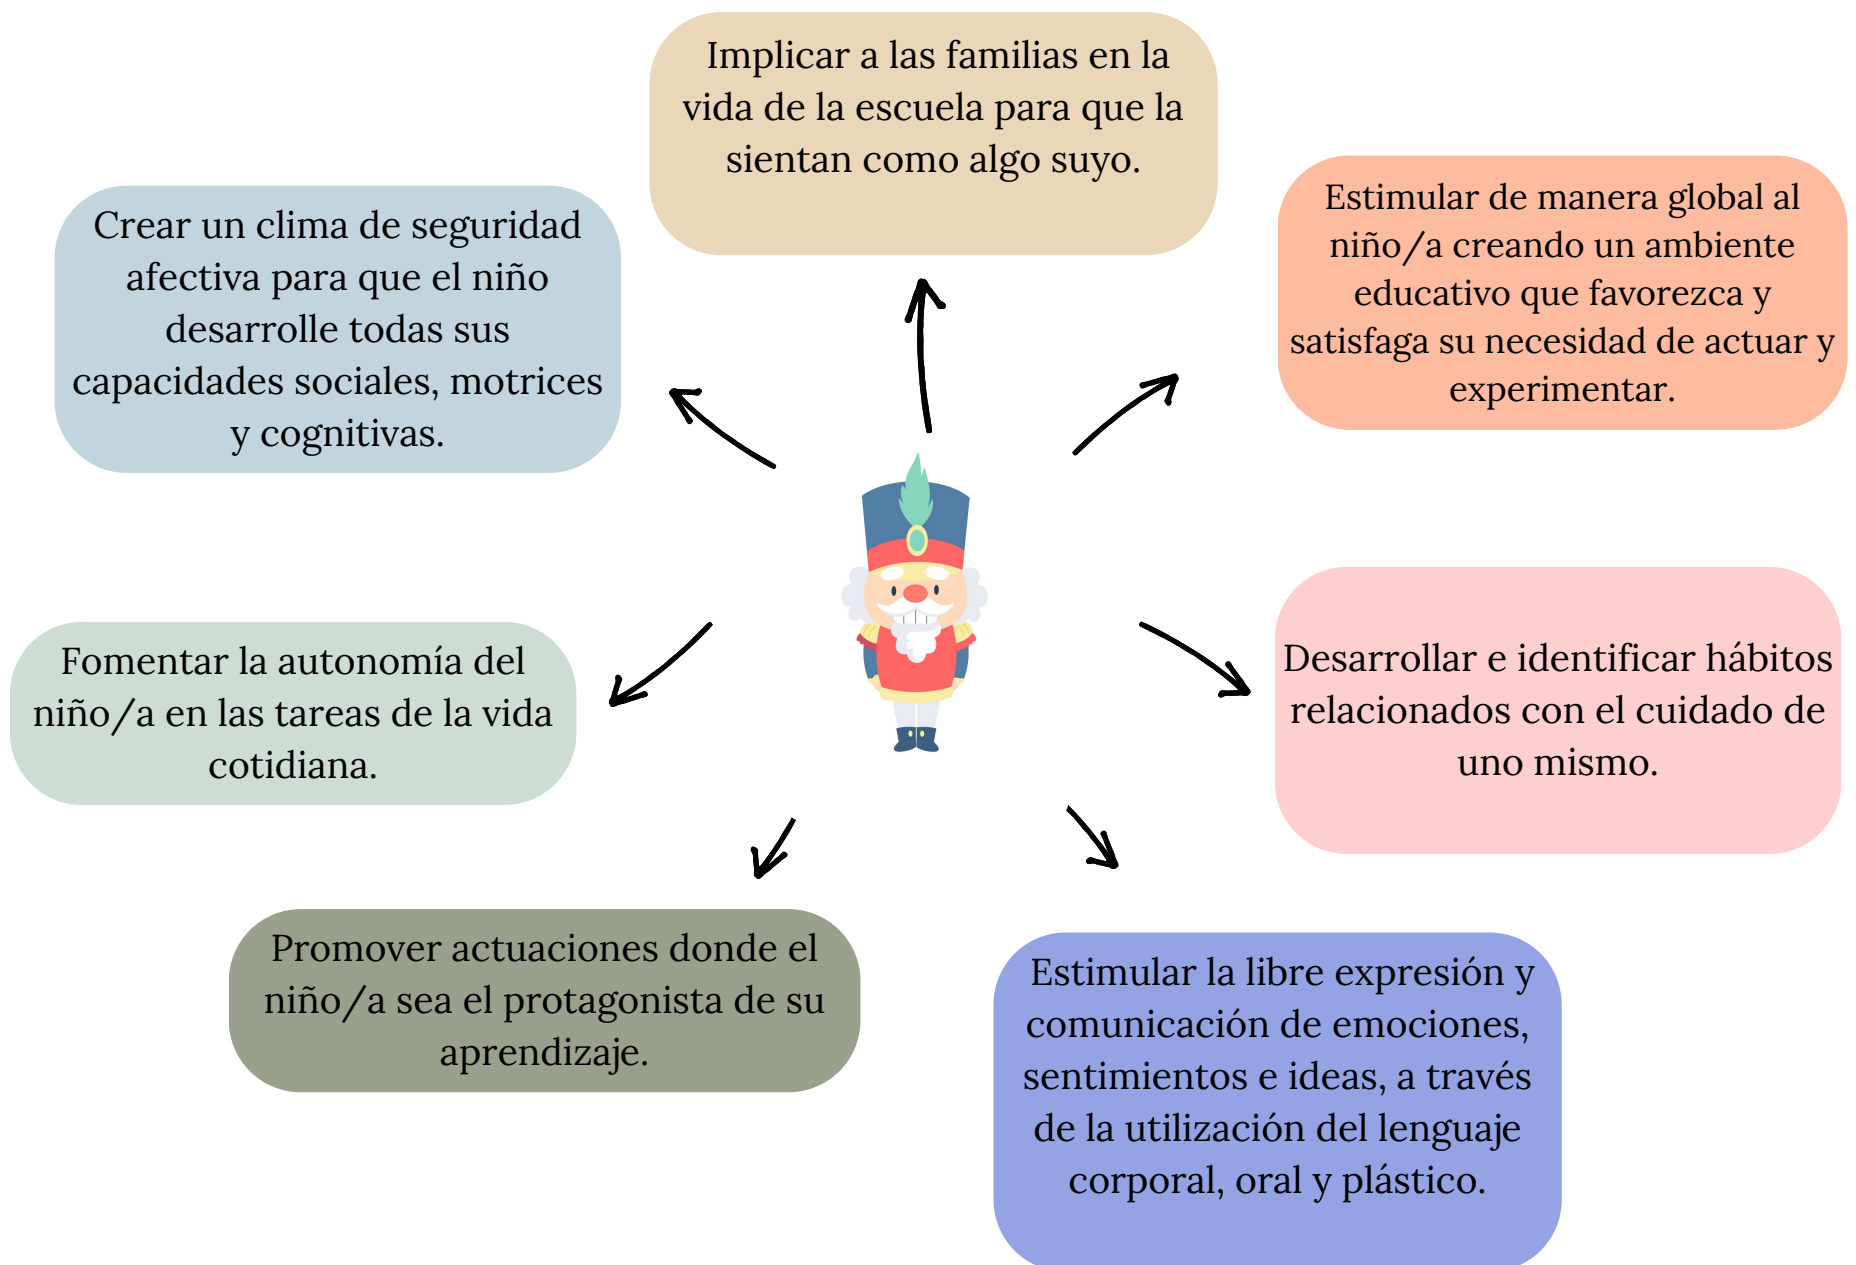 Implicar a las familias en la
vida de la escuela para que la
sientan como algo suyo.
Estimular de manera global al
niño/a creando un ambiente
educativo que favorezca y
satisfaga su necesidad de actuar y
experimentar.
Crear un clima de seguridad
afectiva para que el niño
desarrolle todas sus
capacidades sociales, motrices
y cognitivas.
Desarrollar e identificar hábitos
relacionados con el cuidado de
uno mismo.
Fomentar la autonomía del
niño/a en las tareas de la vida
cotidiana.
Promover actuaciones donde el
niño/a sea el protagonista de su
aprendizaje.
Estimular la libre expresión y
comunicación de emociones,
sentimientos e ideas, a través
de la utilización del lenguaje
corporal, oral y plástico.